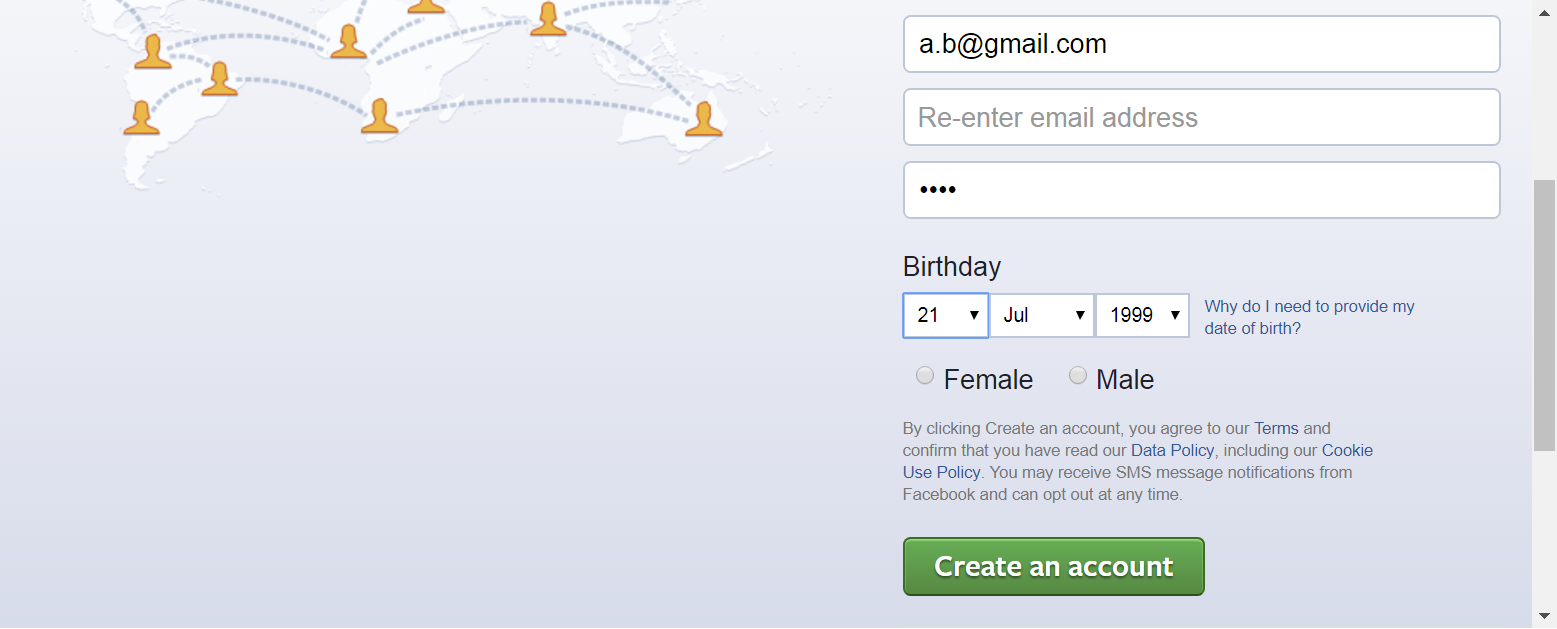 a.b@gmail.com
Re-enter email address
••••
Birthday
21 Jul 1999
Why do I need to provide my
date of birth?
Female Male
By clicking Create an account, you agree to our Terms and
confirm that you have read our Data Policy, including our Cookie
Use Policy. You may receive SMS message notifications from
Facebook and can opt out at any time.
Create an account